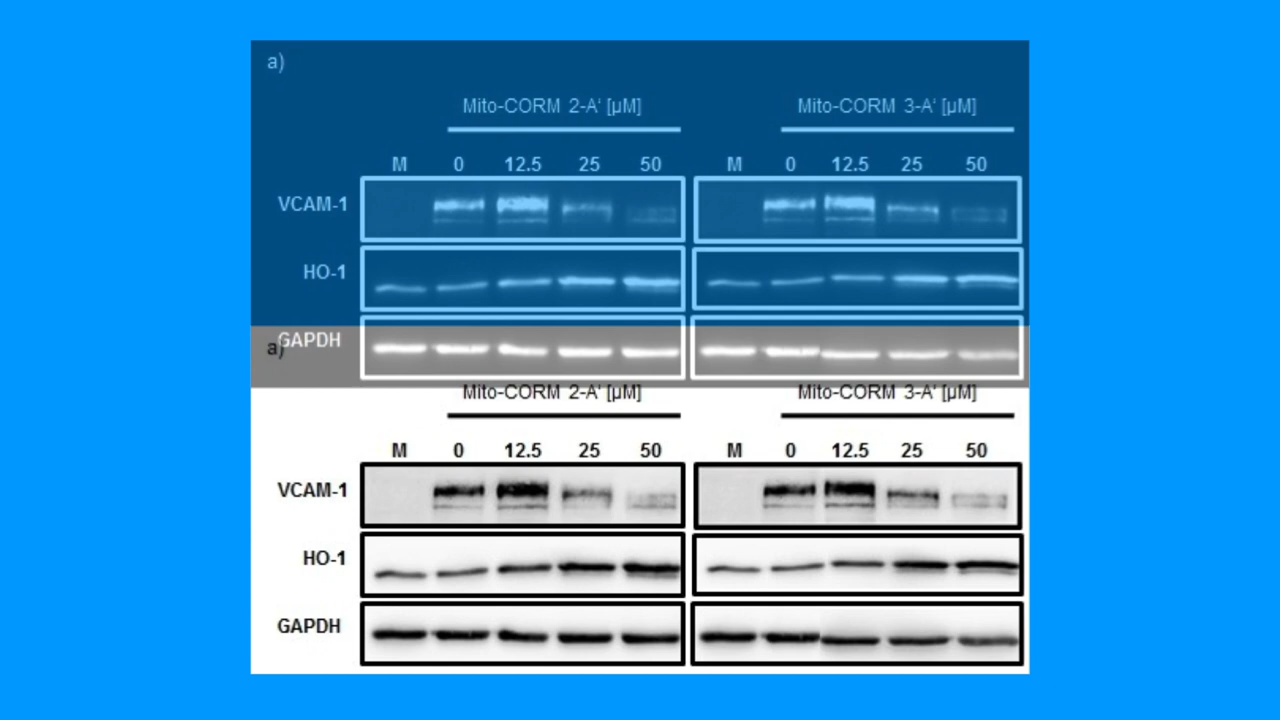 a)
Mito-CORM 2-A' [µM] Mito-CORM 3-A' [µM]
M 0 12.5 25 50 M 0 12.5 25 50
VCAM-1
HO-1
GAPDH
a)
Mito-CORM 2-A' [µM] Mito-CORM 3-A' [µM]
M 0 12.5 25 50 M 0 12.5 25 50
VCAM-1
HO-1
GAPDH